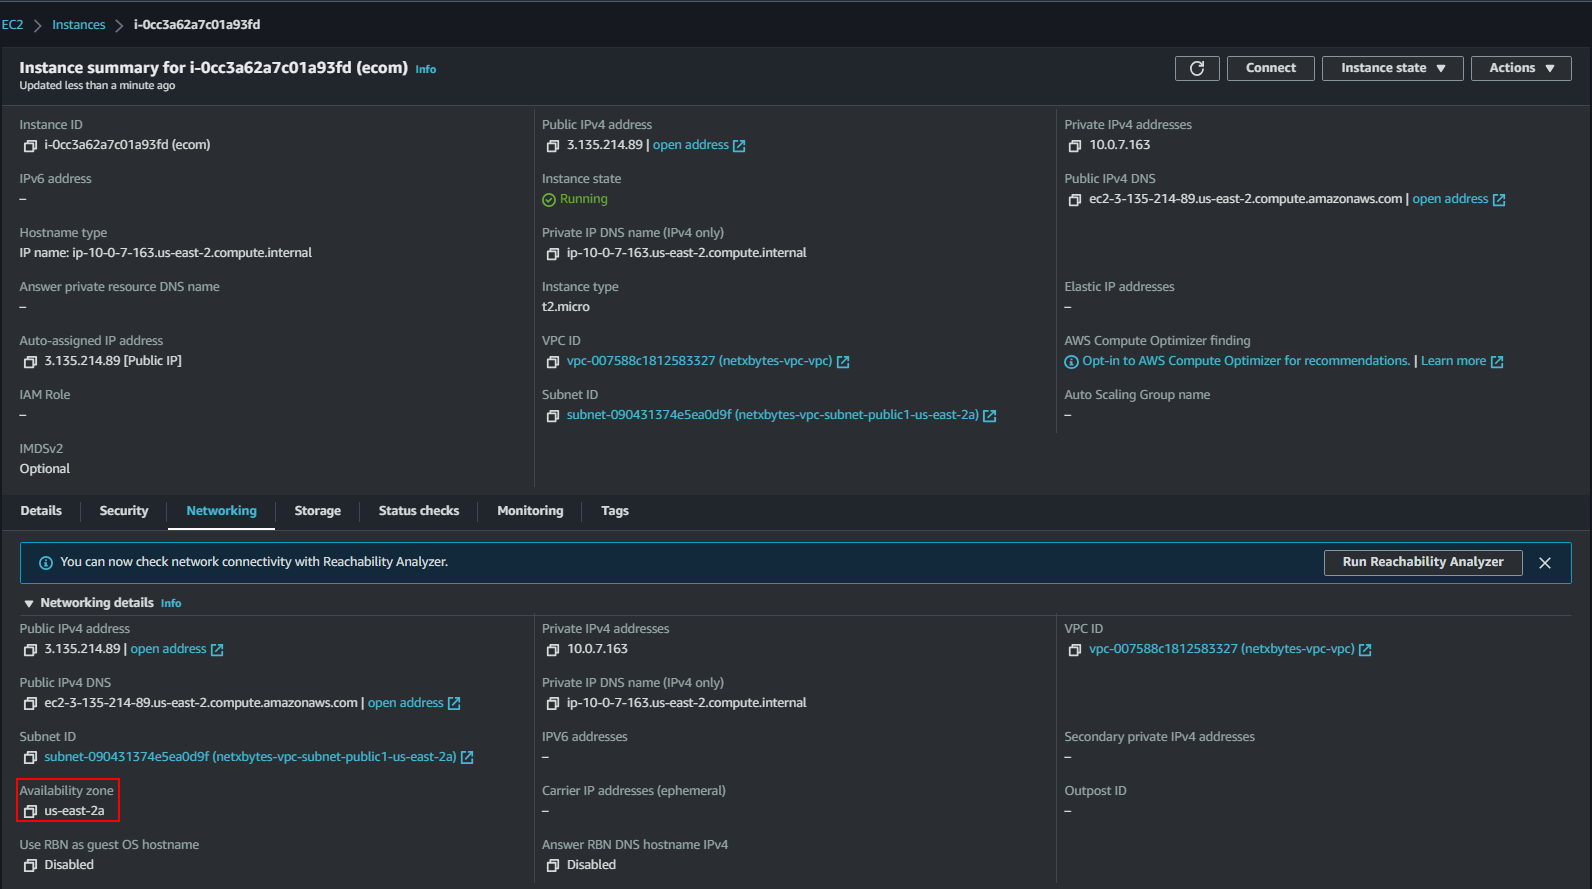 EC2 > Instances > i-0cc3a62a7c01a93fd
Instance summary for i-0cc3a62a7c01a93fd (ecom) Info
Updated less than a minute ago
Connect
Instance state
Actions
Instance ID
i-0cc3a62a7c01a93fd (ecom)
Public IPv4 address
3.135.214.89 | open address
Private IPv4 addresses
10.0.7.163
IPv6 address
–
Instance state
Running
Public IPv4 DNS
ec2-3-135-214-89.us-east-2.compute.amazonaws.com | open address
Hostname type
IP name: ip-10-0-7-163.us-east-2.compute.internal
Private IP DNS name (IPv4 only)
ip-10-0-7-163.us-east-2.compute.internal
Answer private resource DNS name
–
Instance type
t2.micro
Elastic IP addresses
–
Auto-assigned IP address
3.135.214.89 [Public IP]
VPC ID
vpc-007588c1812583327 (netxbytes-vpc-vpc)
AWS Compute Optimizer finding
Opt-in to AWS Compute Optimizer for recommendations. | Learn more
IAM Role
–
Subnet ID
subnet-090431374e5ea0d9f (netxbytes-vpc-subnet-public1-us-east-2a)
Auto Scaling Group name
–
IMDSv2
Optional
Details
Security
Networking
Storage
Status checks
Monitoring
Tags
You can now check network connectivity with Reachability Analyzer.
Run Reachability Analyzer
Networking details Info
Public IPv4 address
3.135.214.89 | open address
Private IPv4 addresses
10.0.7.163
VPC ID
vpc-007588c1812583327 (netxbytes-vpc-vpc)
Public IPv4 DNS
ec2-3-135-214-89.us-east-2.compute.amazonaws.com | open address
Private IP DNS name (IPv4 only)
ip-10-0-7-163.us-east-2.compute.internal
Subnet ID
subnet-090431374e5ea0d9f (netxbytes-vpc-subnet-public1-us-east-2a)
IPV6 addresses
–
Secondary private IPv4 addresses
–
Availability zone
us-east-2a
Carrier IP addresses (ephemeral)
–
Outpost ID
–
Use RBN as guest OS hostname
Disabled
Answer RBN DNS hostname IPv4
Disabled